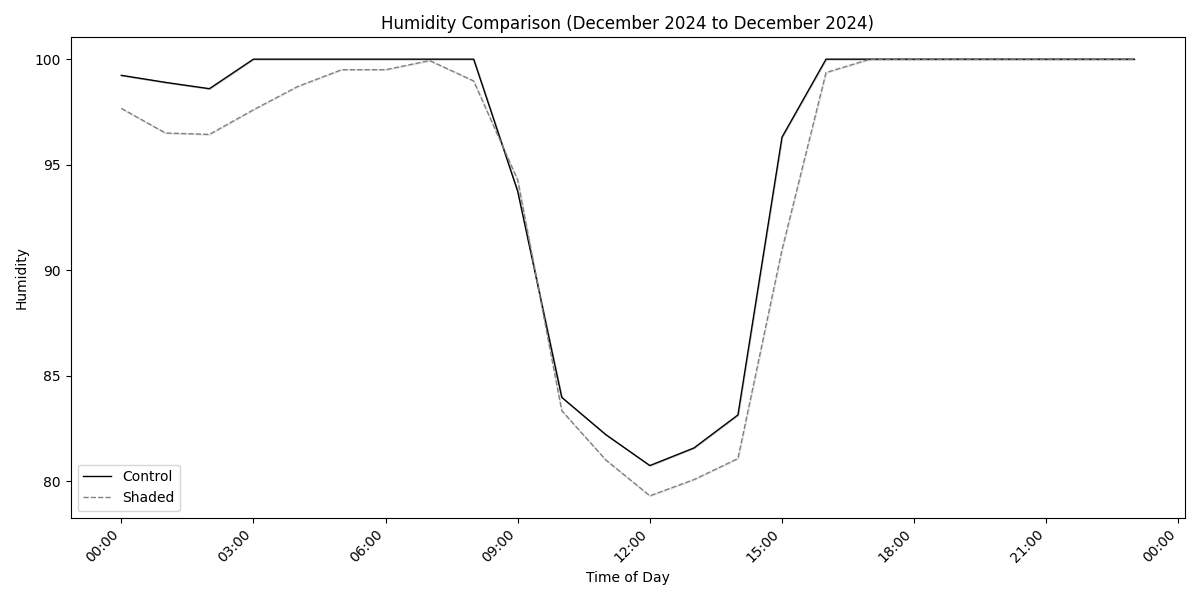 Humidity Comparison (December 2024 to December 2024)
100
95
90
85
80
Humidity
Control
Shaded
00:00
03:00
06:00
09:00
12:00
15:00
18:00
21:00
00:00
Time of Day